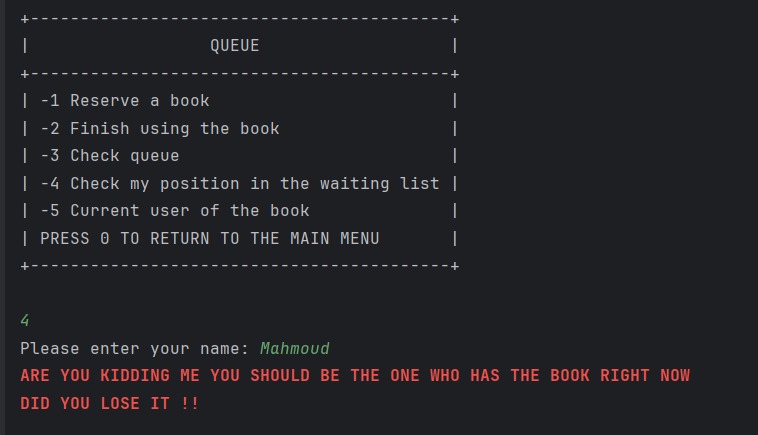 +------------------------------------------+
|                  QUEUE                   |
+------------------------------------------+
| -1 Reserve a book                        |
| -2 Finish using the book                 |
| -3 Check queue                           |
| -4 Check my position in the waiting list |
| -5 Current user of the book              |
| PRESS 0 TO RETURN TO THE MAIN MENU       |
+------------------------------------------+
4
Please enter your name: Mahmoud
ARE YOU KIDDING ME YOU SHOULD BE THE ONE WHO HAS THE BOOK RIGHT NOW
DID YOU LOSE IT !!